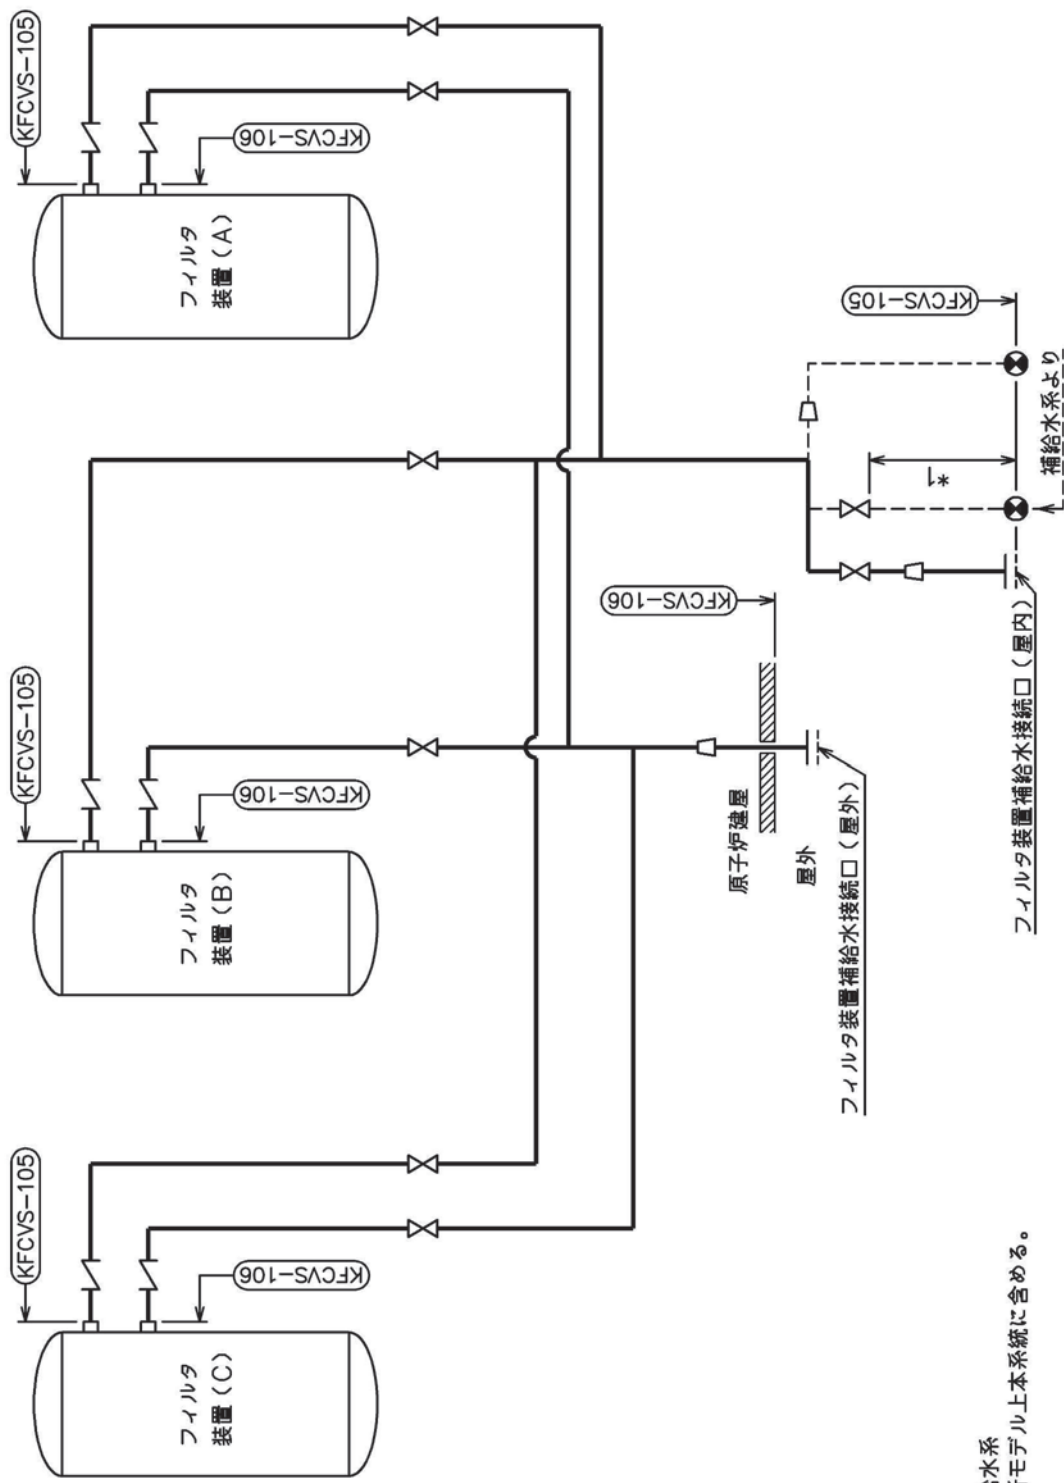 KFCVS-105
KFCVS-106
フィルタ
装置(A)
KFCVS-105
KFCVS-106
フィルタ
装置(B)
KFCVS-105
KFCVS-106
フィルタ
装置(C)
KFCVS-105
*1
補給水系より
フィルタ装置補給水接続口(屋内)
KFCVS-106
原子炉建屋
屋外
フィルタ装置補給水接続口(屋外)
水系
モデル上本系統に含める。